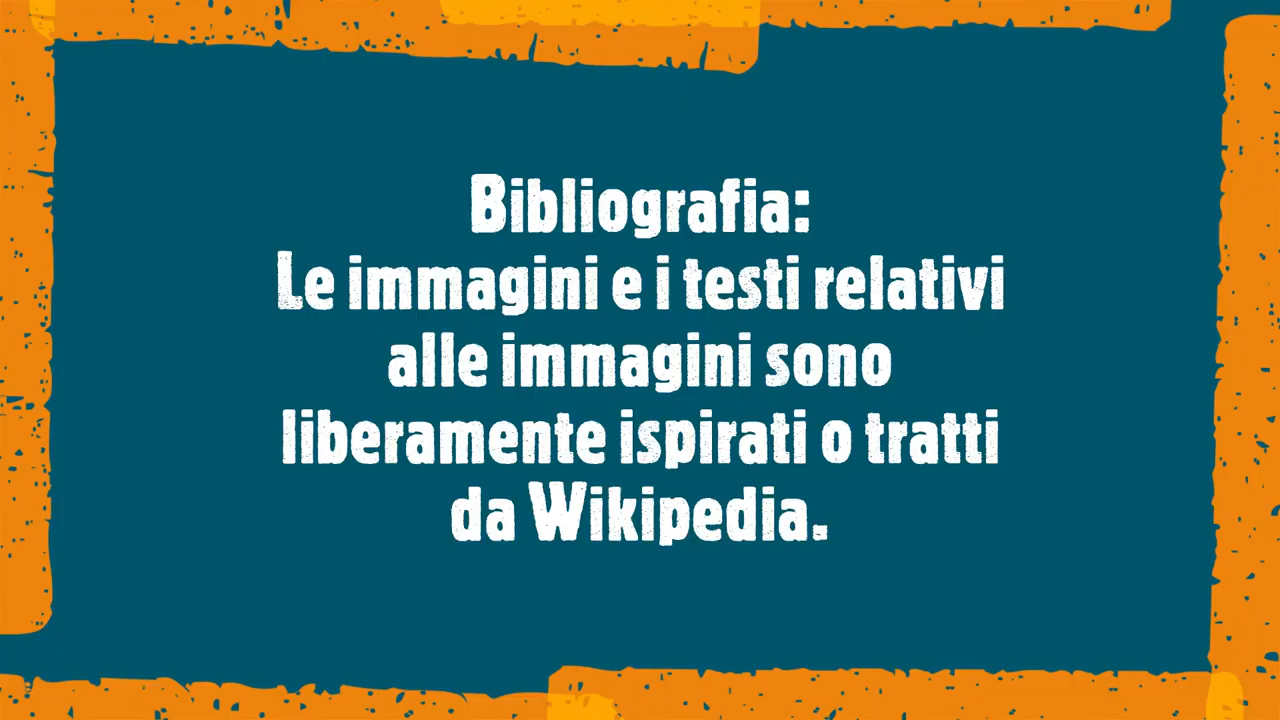 Bibliografia:
Le immagini e i testi relativi
alle immagini sono
liberamente ispirati o tratti
da Wikipedia.